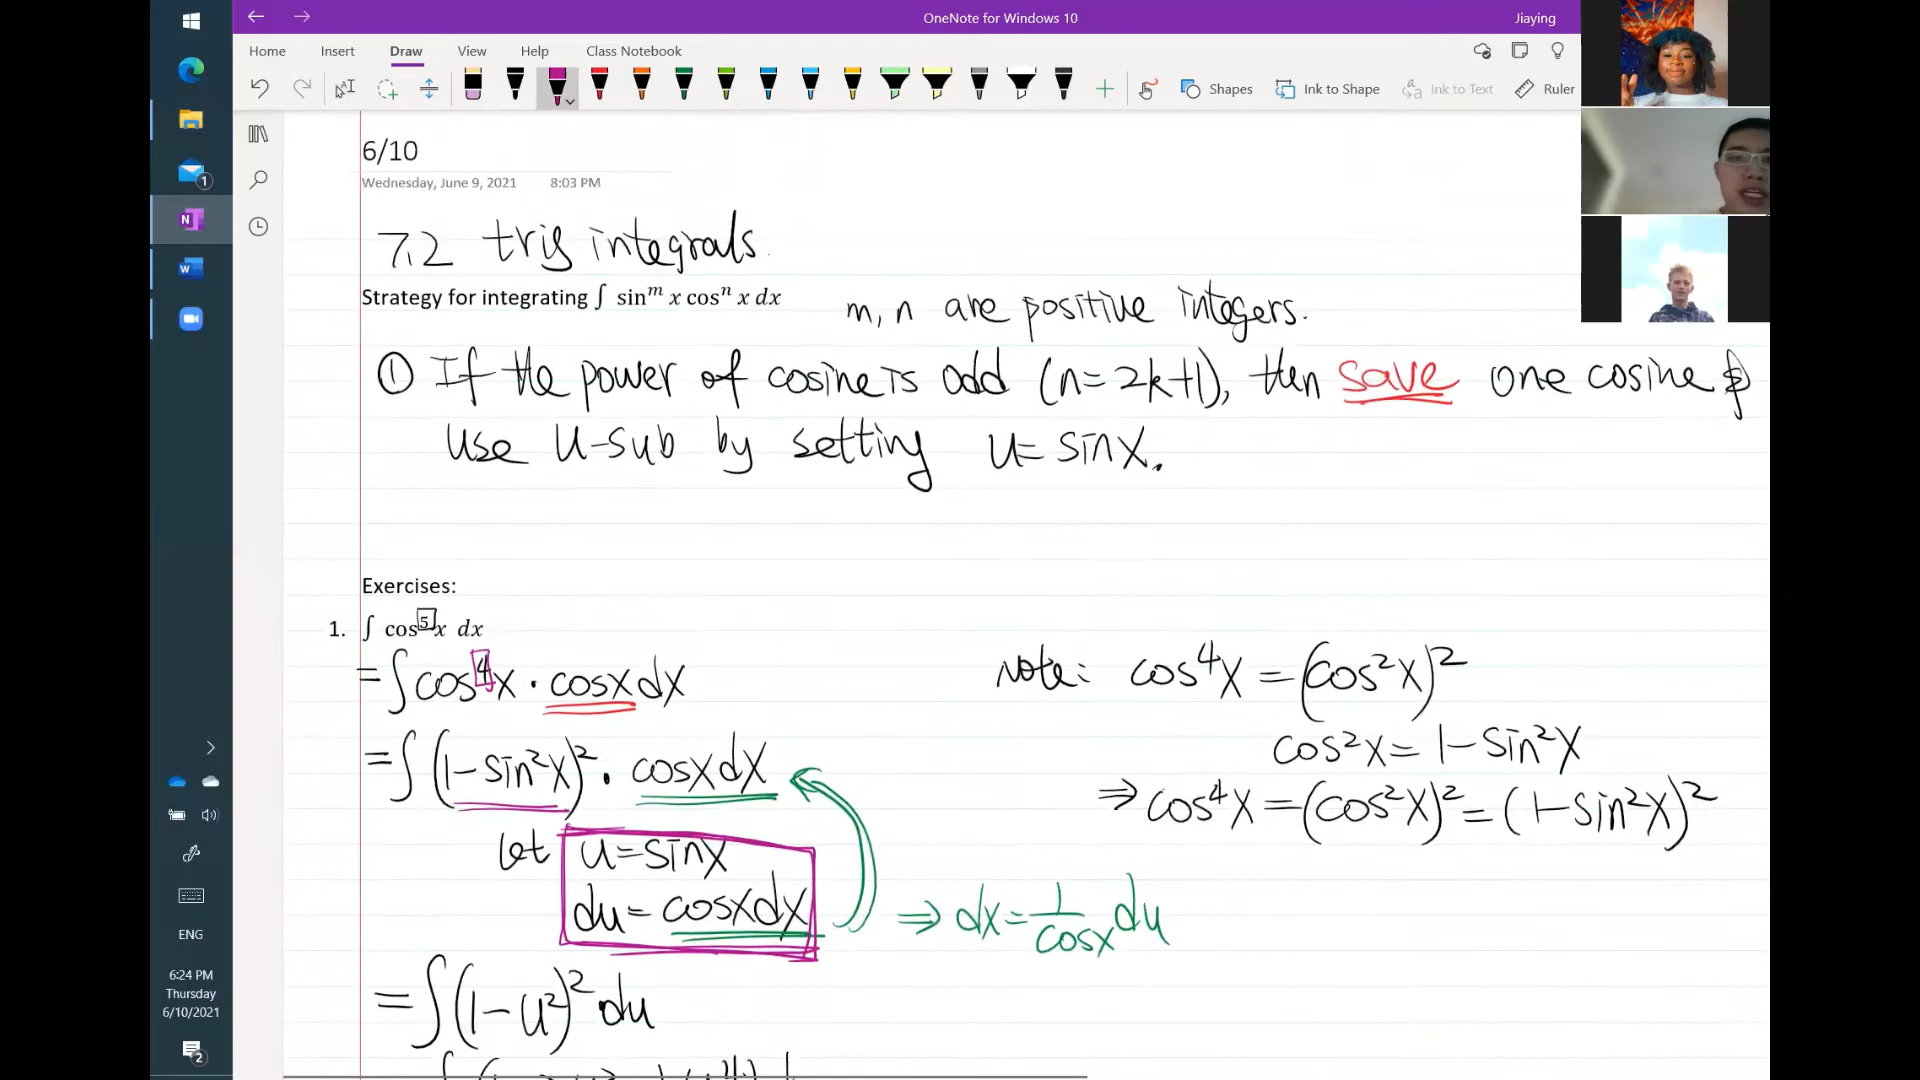 OneNote for Windows 10
Jiaying
Home Insert Draw View Help Class Notebook
Shapes Ink to Shape Ink to Text Ruler
6/10
Wednesday, June 9, 2021 8:03 PM
7.2 trig integrals.
Strategy for integrating ∫ sin^m x cos^n x dx m, n are positive integers.
① If the power of cosine is odd (n=2k+1), then save one cosine &
use u-sub by setting u= sinx.
Exercises:
1. ∫ cos⁵x dx
=∫cos⁴x · cosx dx
Note: cos⁴x = (cos²x)²
cos²x = 1-sin²x
⇒ cos⁴x = (cos²x)² = (1-sin²x)²
=∫(1-sin²x)² · cosx dx
let u=sinx
du= cosxdx ⇒ dx= 1/cosx du
=∫(1-u²)² · du
1
N
W
ENG
6:24 PM
Thursday
6/10/2021
2